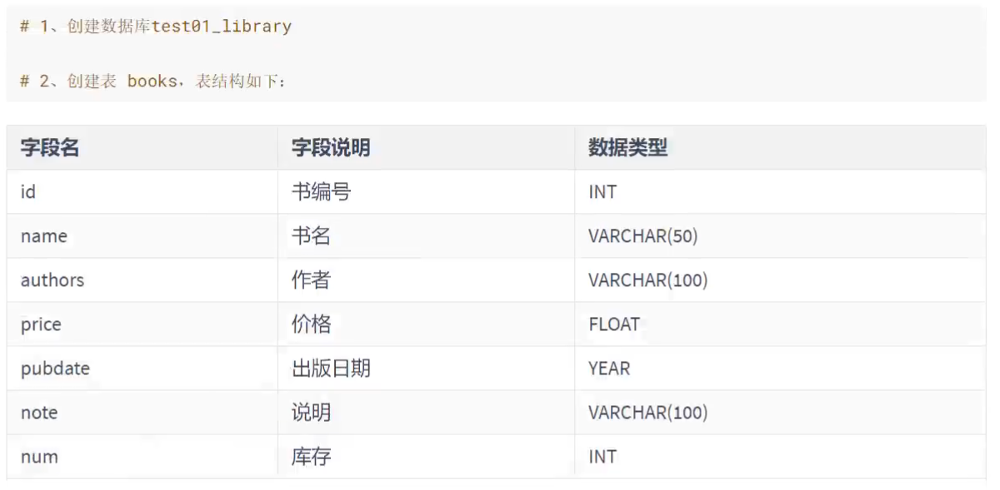 # 1、创建数据库test01_library
# 2、创建表 books，表结构如下：
字段名 字段说明 数据类型
id 书编号 INT
name 书名 VARCHAR(50)
authors 作者 VARCHAR(100)
price 价格 FLOAT
pubdate 出版日期 YEAR
note 说明 VARCHAR(100)
num 库存 INT